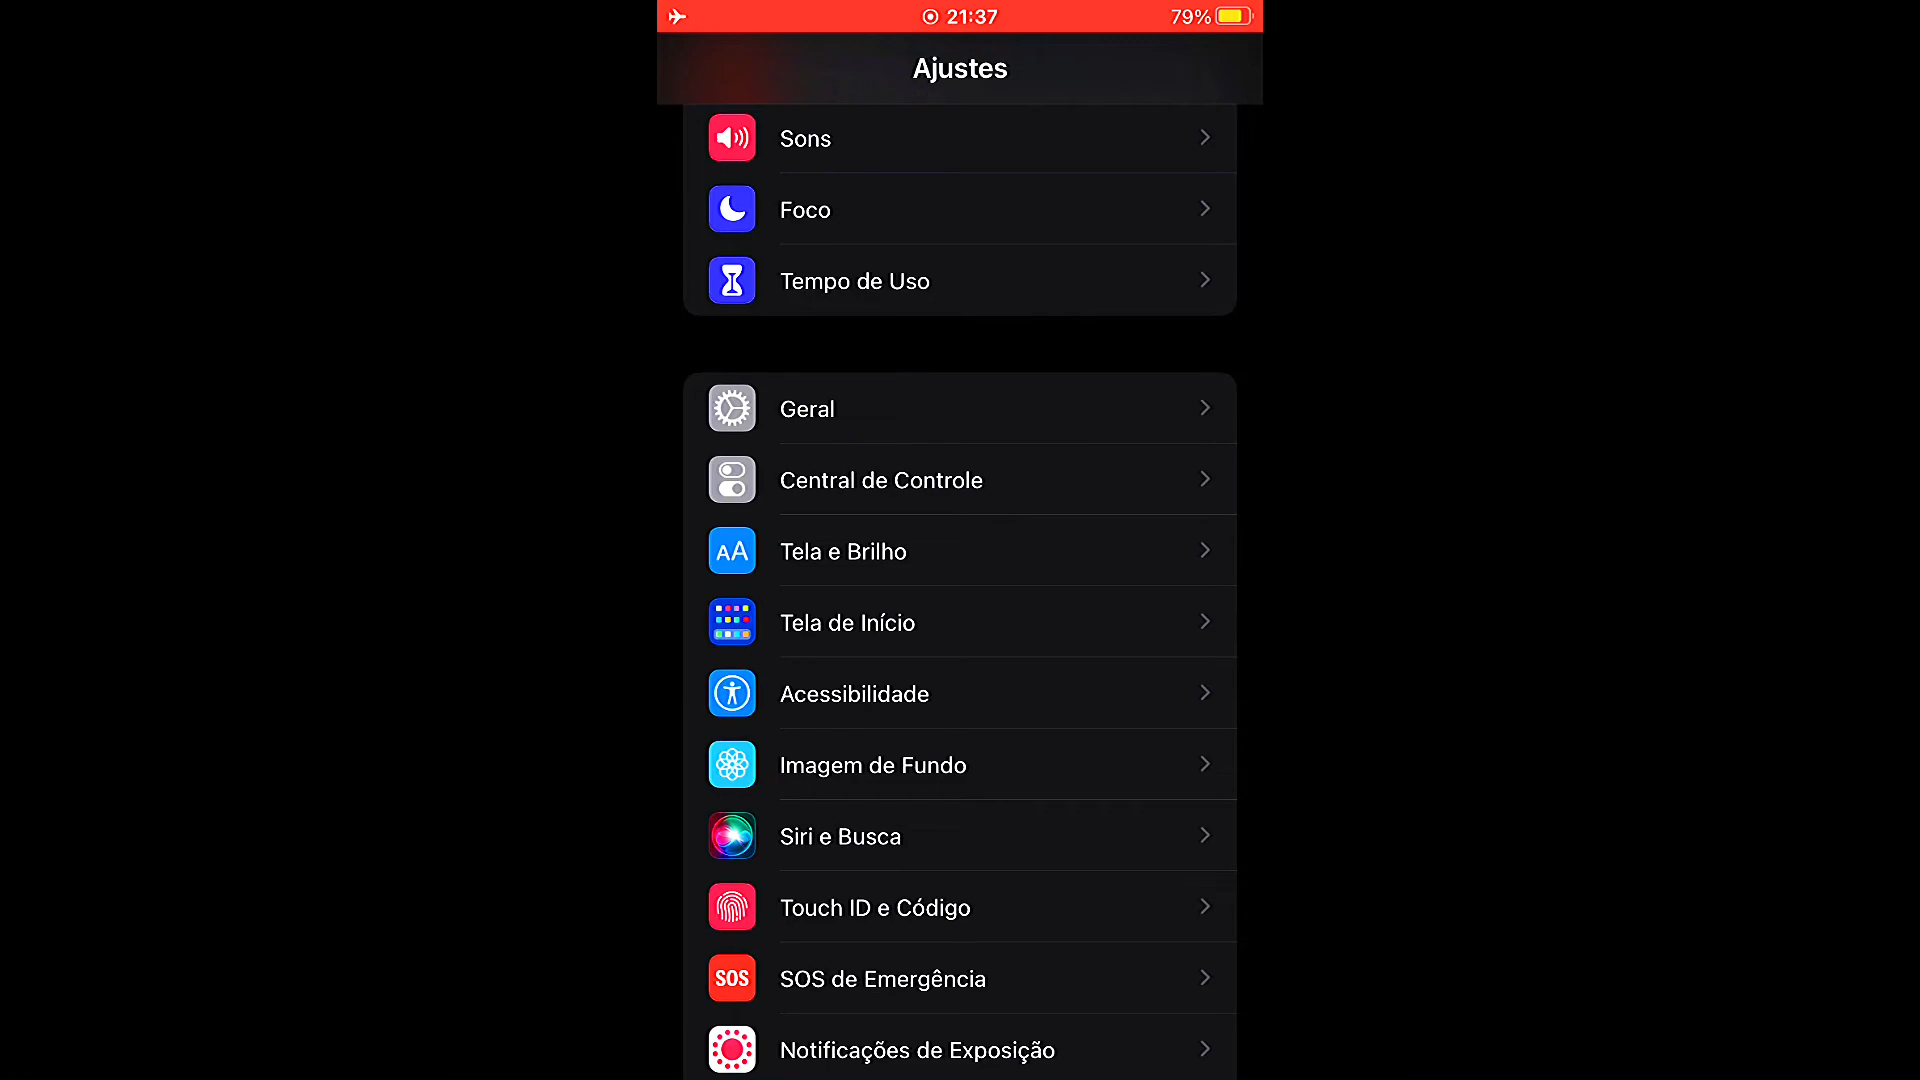 21:37
79%
Ajustes
Sons
Foco
Tempo de Uso
Geral
Central de Controle
AA Tela e Brilho
Tela de Início
Acessibilidade
Imagem de Fundo
Siri e Busca
Touch ID e Código
SOS SOS de Emergência
Notificações de Exposição